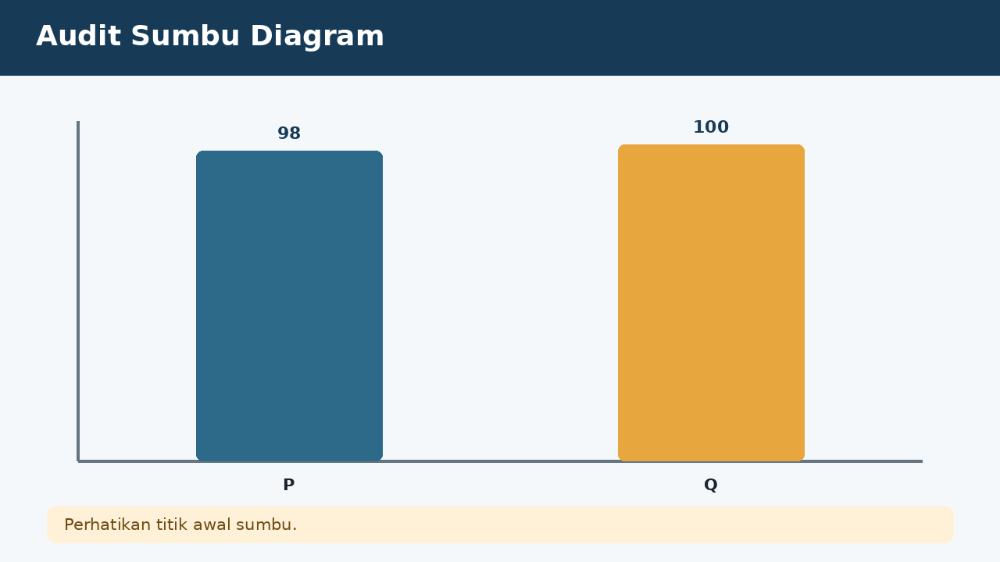 Audit Sumbu Diagram
98
100
P
Q
Perhatikan titik awal sumbu.